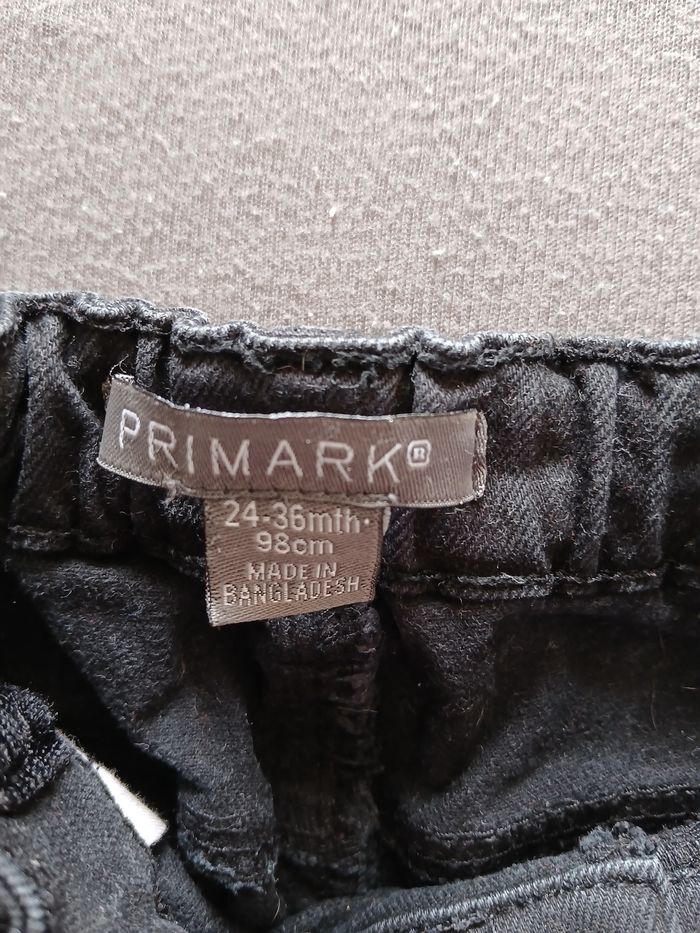 PRIMARK®
24-36mth·
98cm
MADE IN
BANGLADESH